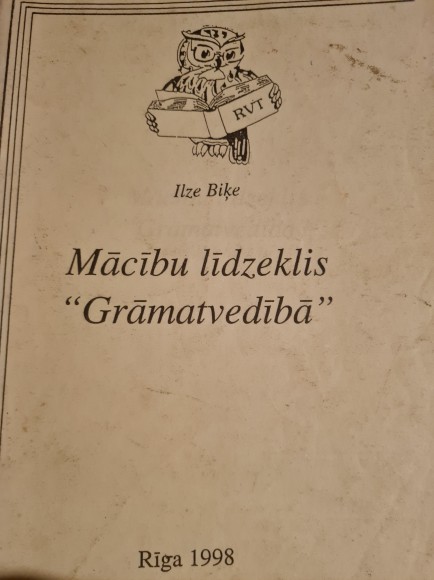 RVT
Ilze Biķe
Mācību līdzeklis
“Grāmatvedībā”
Rīga 1998